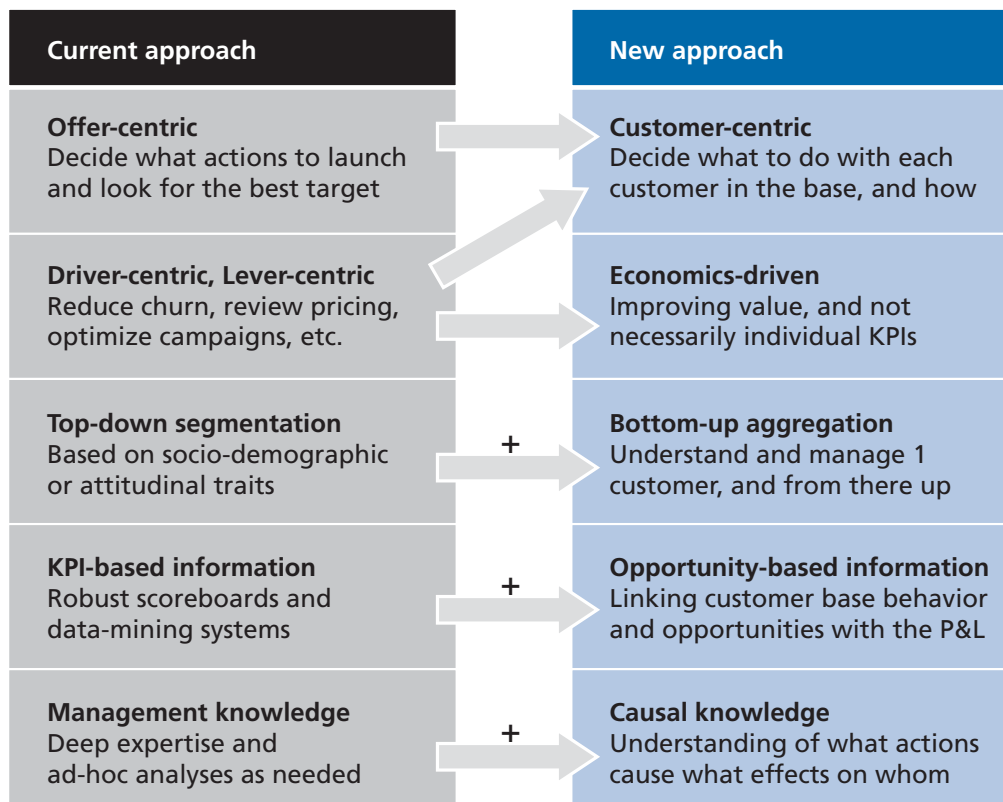 Current approach
New approach
Offer-centric
Decide what actions to launch
and look for the best target
Customer-centric
Decide what to do with each
customer in the base, and how
Driver-centric, Lever-centric
Reduce churn, review pricing,
optimize campaigns, etc.
Economics-driven
Improving value, and not
necessarily individual KPIs
Top-down segmentation
Based on socio-demographic
or attitudinal traits
+
Bottom-up aggregation
Understand and manage 1
customer, and from there up
KPI-based information
Robust scoreboards and
data-mining systems
+
Opportunity-based information
Linking customer base behavior
and opportunities with the P&L
Management knowledge
Deep expertise and
ad-hoc analyses as needed
+
Causal knowledge
Understanding of what actions
cause what effects on whom